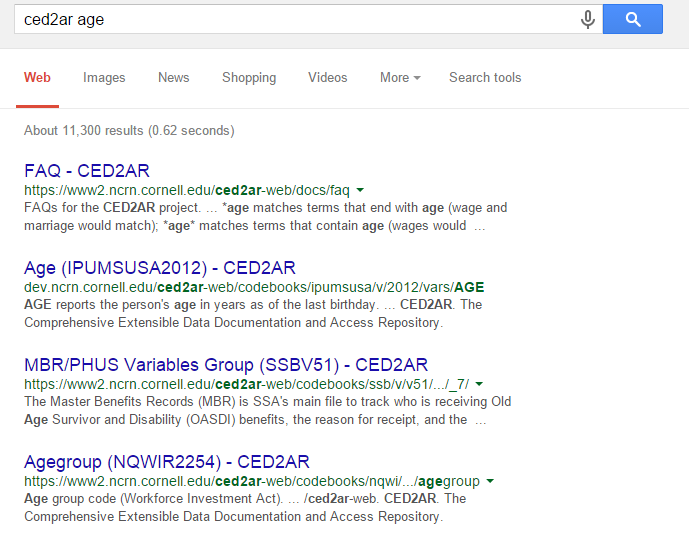 ced2ar age
Web Images News Shopping Videos More Search tools
About 11,300 results (0.62 seconds)
FAQ - CED2AR
https://www2.ncrn.cornell.edu/ced2ar-web/docs/faq
FAQs for the CED2AR project. ... *age matches terms that end with age (wage and
marriage would match); *age* matches terms that contain age (wages would ...
Age (IPUMSUSA2012) - CED2AR
dev.ncrn.cornell.edu/ced2ar-web/codebooks/ipumsusa/v/2012/vars/AGE
AGE reports the person's age in years as of the last birthday. ... CED2AR. The
Comprehensive Extensible Data Documentation and Access Repository.
MBR/PHUS Variables Group (SSBV51) - CED2AR
https://www2.ncrn.cornell.edu/ced2ar-web/codebooks/ssb/v/v51/.../_7/
The Master Benefits Records (MBR) is SSA's main file to track who is receiving Old
Age Survivor and Disability (OASDI) benefits, the reason for receipt, and the ...
Agegroup (NQWIR2254) - CED2AR
https://www2.ncrn.cornell.edu/ced2ar-web/codebooks/nqwi/.../agegroup
Age group code (Workforce Investment Act). ... /ced2ar-web. CED2AR. The
Comprehensive Extensible Data Documentation and Access Repository.